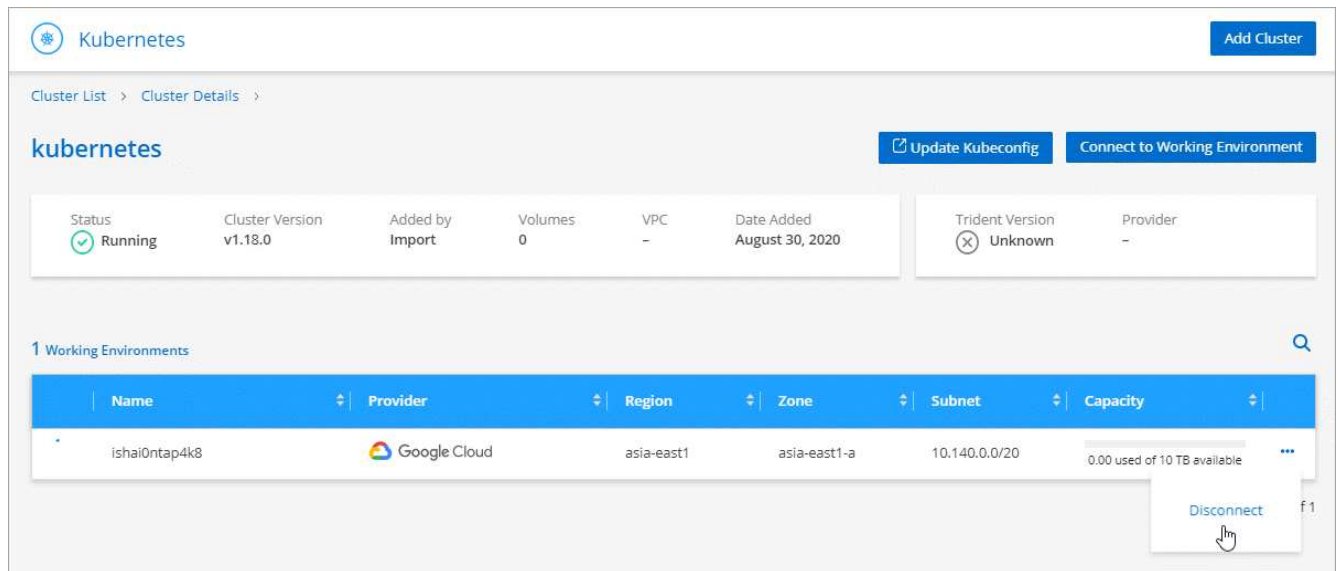 Kubernetes
Add Cluster
Cluster List > Cluster Details >
kubernetes
Update Kubeconfig
Connect to Working Environment
Status Cluster Version Added by Volumes VPC Date Added Trident Version Provider
Running v1.18.0 Import 0 – August 30, 2020 Unknown –
1 Working Environments
Name Provider Region Zone Subnet Capacity
ishai0ntap4k8 Google Cloud asia-east1 asia-east1-a 10.140.0.0/20 0.00 used of 10 TB available
Disconnect
f 1